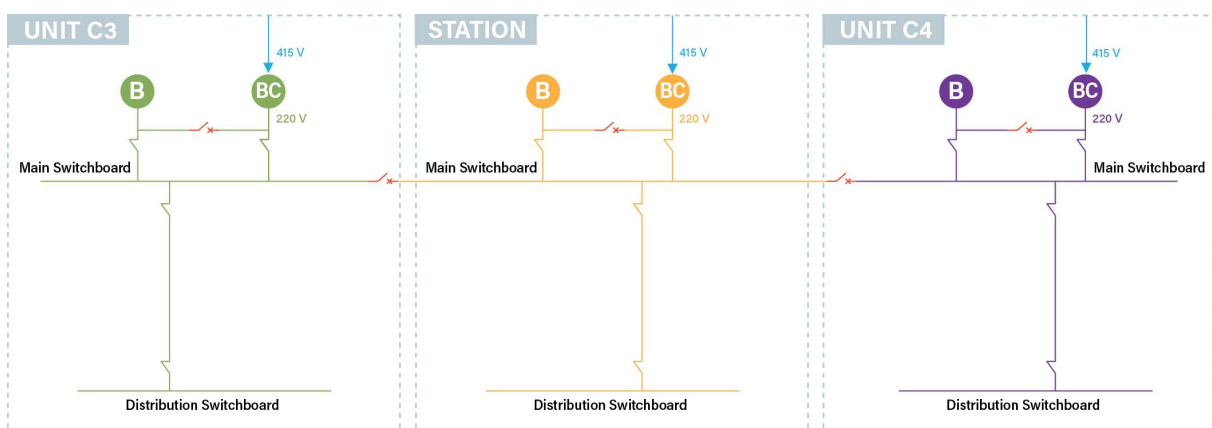 UNIT C3
STATION
UNIT C4
415 V
415 V
415 V
B
BC
B
BC
B
BC
220 V
220 V
220 V
Main Switchboard
Main Switchboard
Main Switchboard
Distribution Switchboard
Distribution Switchboard
Distribution Switchboard